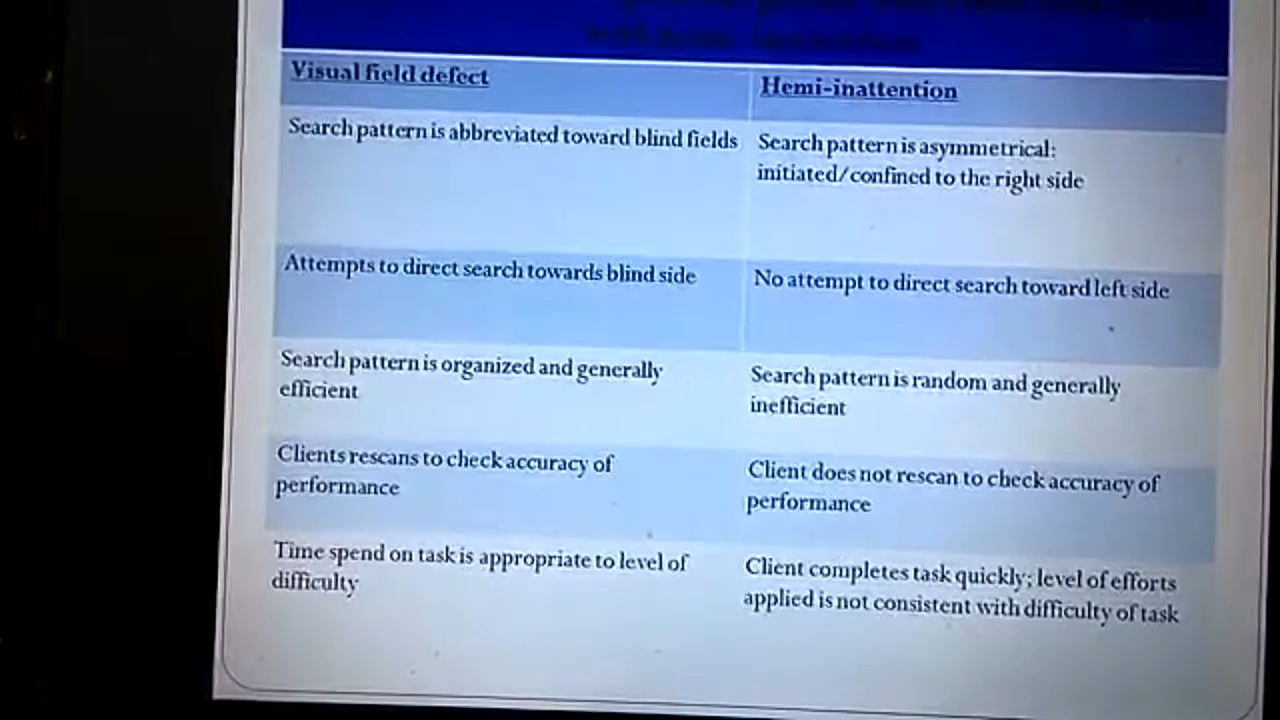 Visual field defect
Hemi-inattention
Search pattern is abbreviated toward blind fields
Search pattern is asymmetrical:
initiated/confined to the right side
Attempts to direct search towards blind side
No attempt to direct search toward left side
Search pattern is organized and generally
efficient
Search pattern is random and generally
inefficient
Clients rescans to check accuracy of
performance
Client does not rescan to check accuracy of
performance
Time spend on task is appropriate to level of
difficulty
Client completes task quickly; level of efforts
applied is not consistent with difficulty of task